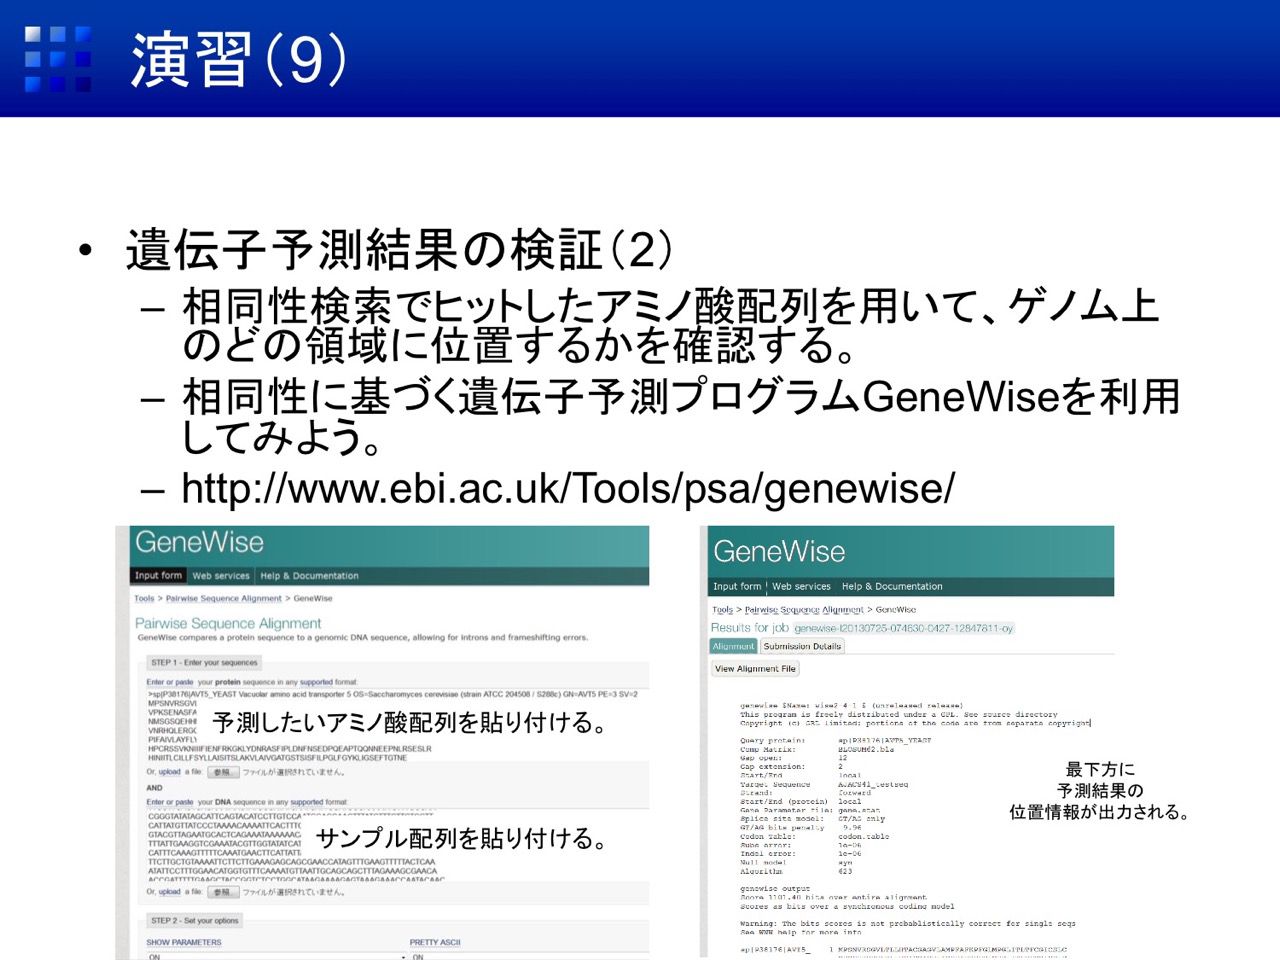 演習（9）
• 遺伝子予測結果の検証（2）
– 相同性検索でヒットしたアミノ酸配列を用いて、ゲノム上
のどの領域に位置するかを確認する。
– 相同性に基づく遺伝子予測プログラムGeneWiseを利用
してみよう。
– http://www.ebi.ac.uk/Tools/psa/genewise/
GeneWise
Input form Web services Help & Documentation
Tools > Pairwise Sequence Alignment > GeneWise
Pairwise Sequence Alignment
GeneWise compares a protein sequence to a genomic DNA sequence, allowing for introns and frameshifting errors.
STEP 1 - Enter your sequences
Enter or paste your protein sequence in any supported format:
>sp|P38176|AVT5_YEAST Vacuolar amino acid transporter 5 OS=Saccharomyces cerevisiae (strain ATCC 204508 / S288c) GN=AVT5 PE=3 SV=2
MPSNVRSGVI
VPKSENASFA
NMSGSQEHH
VNRHQLERGC
PIFAIVLAYFLY
予測したいアミノ酸配列を貼り付ける。
HPCRSSVKNIIIFIENFRKGKLYDNRASFIPLDNFNSEDPQEAPTQQNNEEPNLRSESLR
HINIITLCILLFSYLLAISITSLAKVLAIVGATGSTSISFILPGLFGYKLIGSEFTGTNE
Or, upload a file: 参照... ファイルが選択されていません。
AND
Enter or paste your DNA sequence in any supported format:
CGGGTATATAGCATTCAGTACATCCTTGTCCA
CATTATGTTATCCCTAAAACAAAATTCACTTTC
GTACGTTAGAATGCACTCAGAAATAAAAAAC
TTTATTGAAGGTCGAAATACGTTGGTATATCAT
CATTTCAAAGTTTTTCAAATGAACTTCATTATT
サンプル配列を貼り付ける。
TTCTTGCTGTAAAATTCTTCTTGAAAGAGCAGCGAACCATAGTTTGAAGTTTTTACTCAA
ATATTCCTTTGGAACATGGTGTTTCAAAATGTTAATTGCAGCAGCTTTAGAAAGCGAACA
Or, upload a file: 参照... ファイルが選択されていません。
STEP 2 - Set your options
SHOW PARAMETERS PRETTY ASCII
ON ON
GeneWise
Input form Web services Help & Documentation
Tools > Pairwise Sequence Alignment > GeneWise
Results for job genewise-I20130725-074630-0427-12847811-oy
Alignment Submission Details
View Alignment File
genewise $Name: wise2-4-1 $ (unreleased release)
This program is freely distributed under a GPL. See source directory
Copyright (c) GRL limited: portions of the code are from separate copyright
Query protein: sp|P38176|AVT5_YEAST
Comp Matrix: BLOSUM62.bla
Gap open: 12
Gap extension: 2
Start/End local
Target Sequence AJACS41_testseq
Strand: forward
Start/End (protein) local
Gene Parameter file: gene.stat
Splice site model: GT/AG only
GT/AG bits penalty -9.96
Codon Table: codon.table
Subs error: 1e-06
Indel error: 1e-06
Null model syn
Algorithm 623
最下方に
予測結果の
位置情報が出力される。
genewise output
Score 1101.40 bits over entire alignment
Scores as bits over a synchronous coding model
Warning: The bits scores is not probablistically correct for single seqs
See WWW help for more info